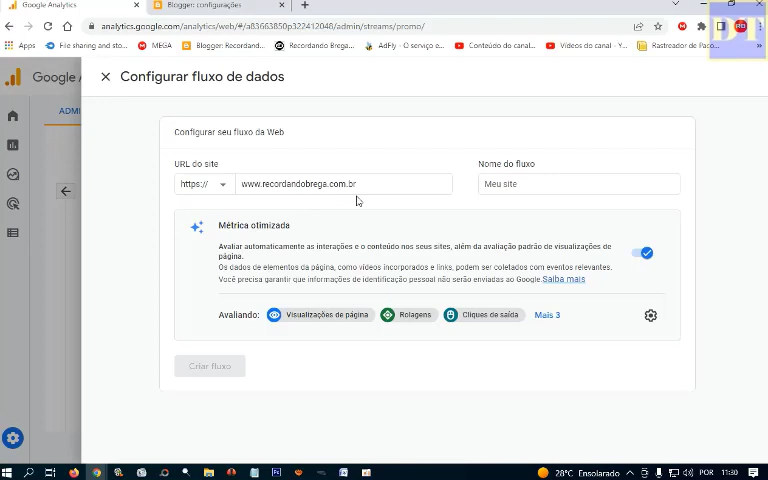 Google Analytics
Blogger: configurações
analytics.google.com/analytics/web/#/a83663850p322412048/admin/streams/promo/
Apps
File sharing and sto...
MEGA
Blogger: Recordand...
Recordando Brega...
AdFly - O serviço e...
Conteúdo do canal...
Vídeos do canal - Y...
Rastreador de Paco...
DT
Google A
Configurar fluxo de dados
ADMI
Configurar seu fluxo da Web
URL do site
Nome do fluxo
https://
www.recordandobrega.com.br
Meu site
Métrica otimizada
Avaliar automaticamente as interações e o conteúdo nos seus sites, além da avaliação padrão de visualizações de
página.
Os dados de elementos da página, como vídeos incorporados e links, podem ser coletados com eventos relevantes.
Você precisa garantir que informações de identificação pessoal não serão enviadas ao Google. Saiba mais
Avaliando:
Visualizações de página
Rolagens
Cliques de saída
Mais 3
Criar fluxo
28°C Ensolarado
POR
11:30